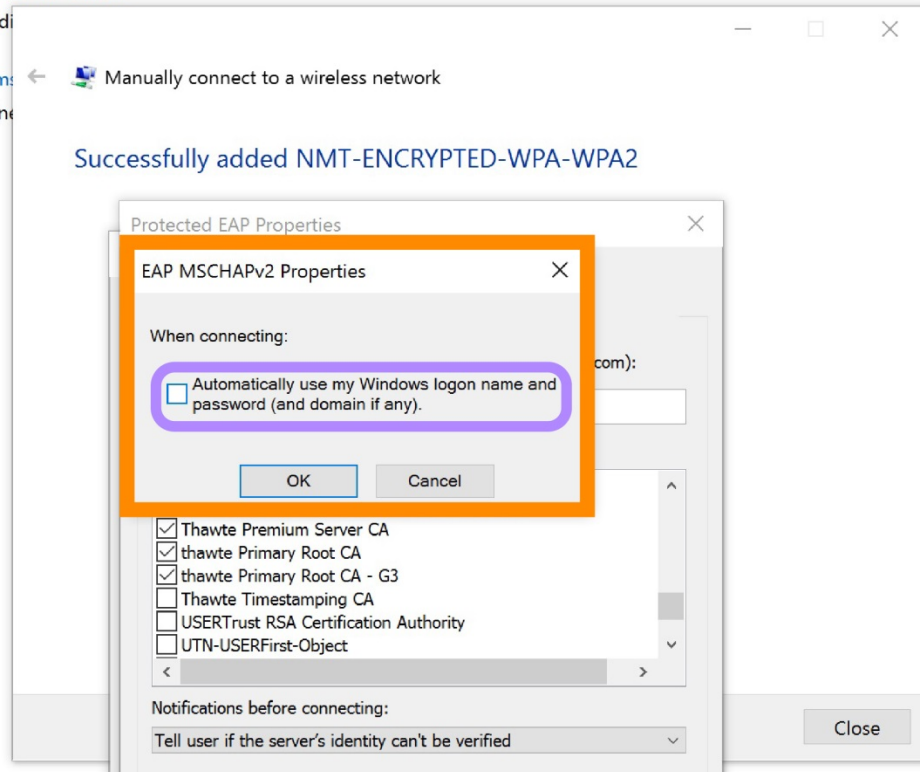 Manually connect to a wireless network
Successfully added NMT-ENCRYPTED-WPA-WPA2
Protected EAP Properties
EAP MSCHAPv2 Properties
When connecting:
com):
Automatically use my Windows logon name and
password (and domain if any).
OK
Cancel
Thawte Premium Server CA
thawte Primary Root CA
thawte Primary Root CA - G3
Thawte Timestamping CA
USERTrust RSA Certification Authority
UTN-USERFirst-Object
Notifications before connecting:
Tell user if the server's identity can't be verified
Close